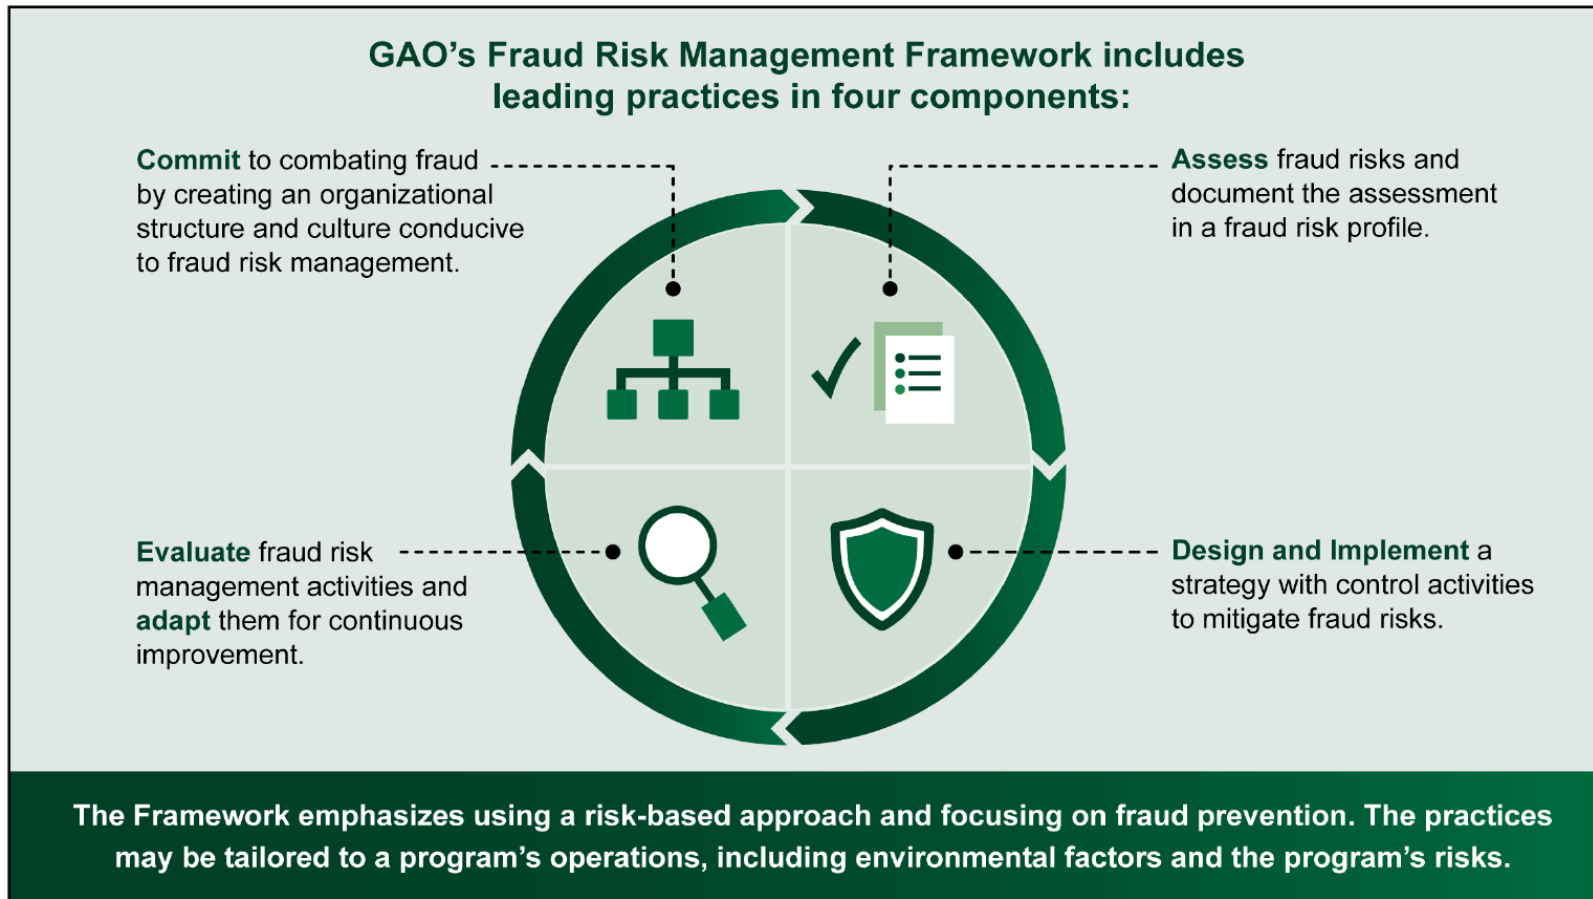 GAO’s Fraud Risk Management Framework includes
leading practices in four components:
Commit to combating fraud
by creating an organizational
structure and culture conducive
to fraud risk management.
Assess fraud risks and
document the assessment
in a fraud risk profile.
Evaluate fraud risk
management activities and
adapt them for continuous
improvement.
Design and Implement a
strategy with control activities
to mitigate fraud risks.
The Framework emphasizes using a risk-based approach and focusing on fraud prevention. The practices
may be tailored to a program’s operations, including environmental factors and the program’s risks.